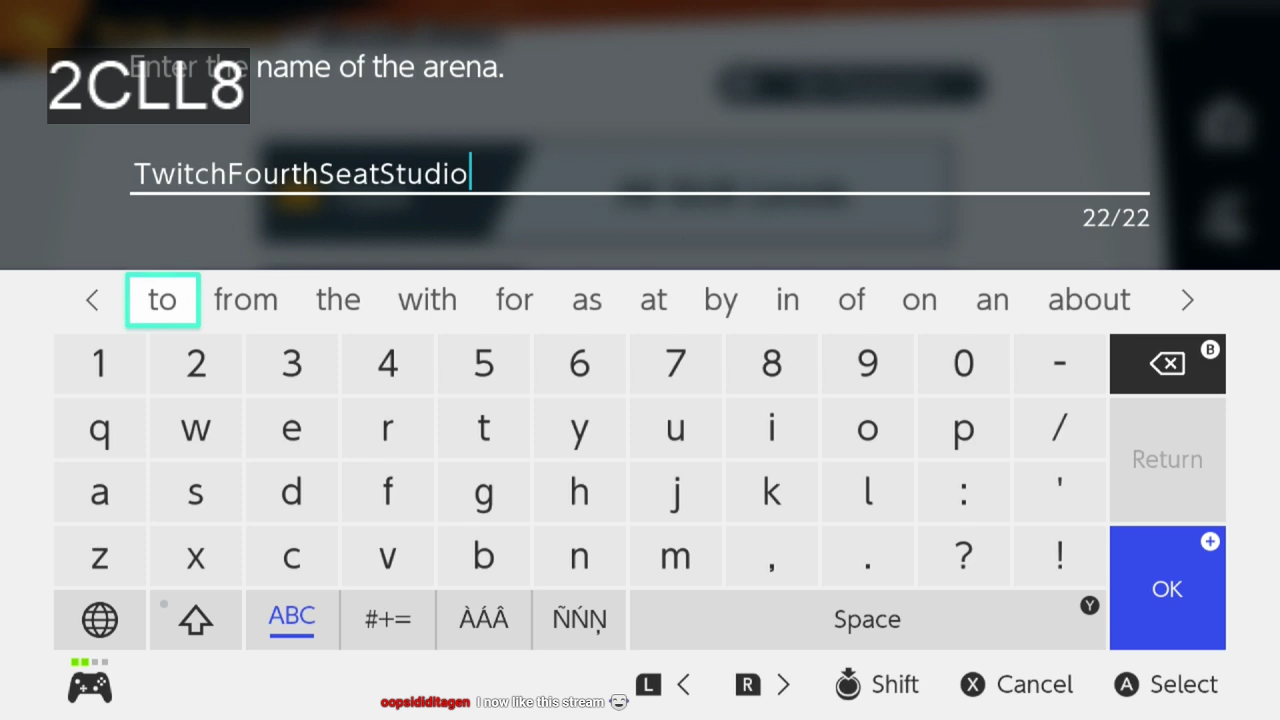 Enter the name of the arena.
2CLL8
TwitchFourthSeatStudio
22/22
< to from the with for as at by in of on an about >
1 2 3 4 5 6 7 8 9 0 - B
q w e r t y u i o p / Return
a s d f g h j k l : '
z x c v b n m , . ? ! + OK
ABC #+= ÀÁÂ ÑŃŅ Space Y
L < R > Shift X Cancel A Select
oopsididitagen I now like this stream